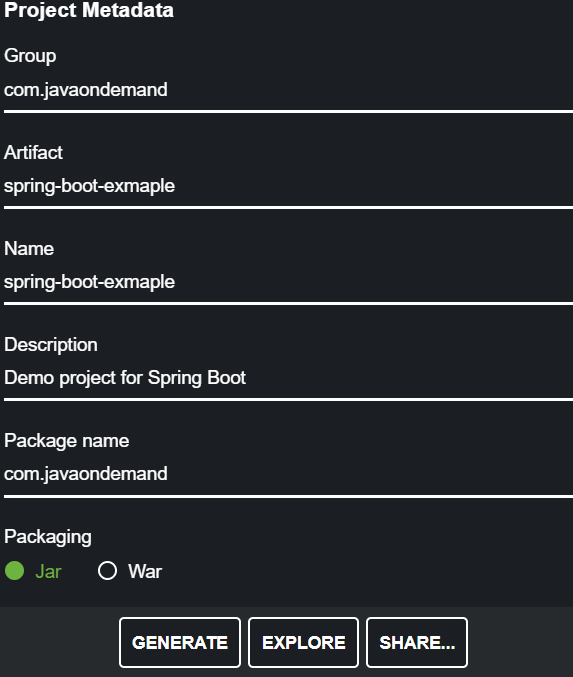 Project Metadata
Group
com.javaondemand
Artifact
spring-boot-exmaple
Name
spring-boot-exmaple
Description
Demo project for Spring Boot
Package name
com.javaondemand
Packaging
Jar War
GENERATE EXPLORE SHARE...